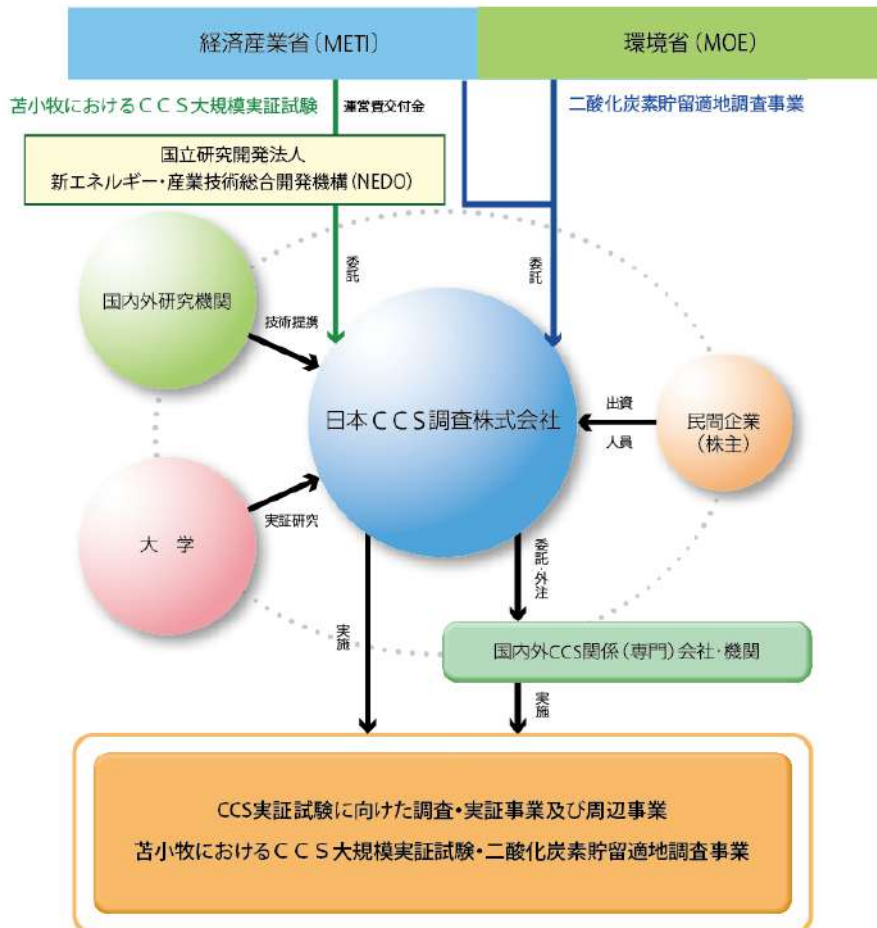 経済産業省（METI）
環境省（MOE）
苫小牧におけるＣＣＳ大規模実証試験
運営費交付金
二酸化炭素貯留適地調査事業
国立研究開発法人
新エネルギー・産業技術総合開発機構（NEDO）
委託
委託
国内外研究機関
技術提携
日本ＣＣＳ調査株式会社
出資
人員
民間企業
（株主）
大　学
実証研究
委託・外注
実施
国内外CCS関係（専門）会社・機関
実施
CCS実証試験に向けた調査・実証事業及び周辺事業
苫小牧におけるＣＣＳ大規模実証試験・二酸化炭素貯留適地調査事業